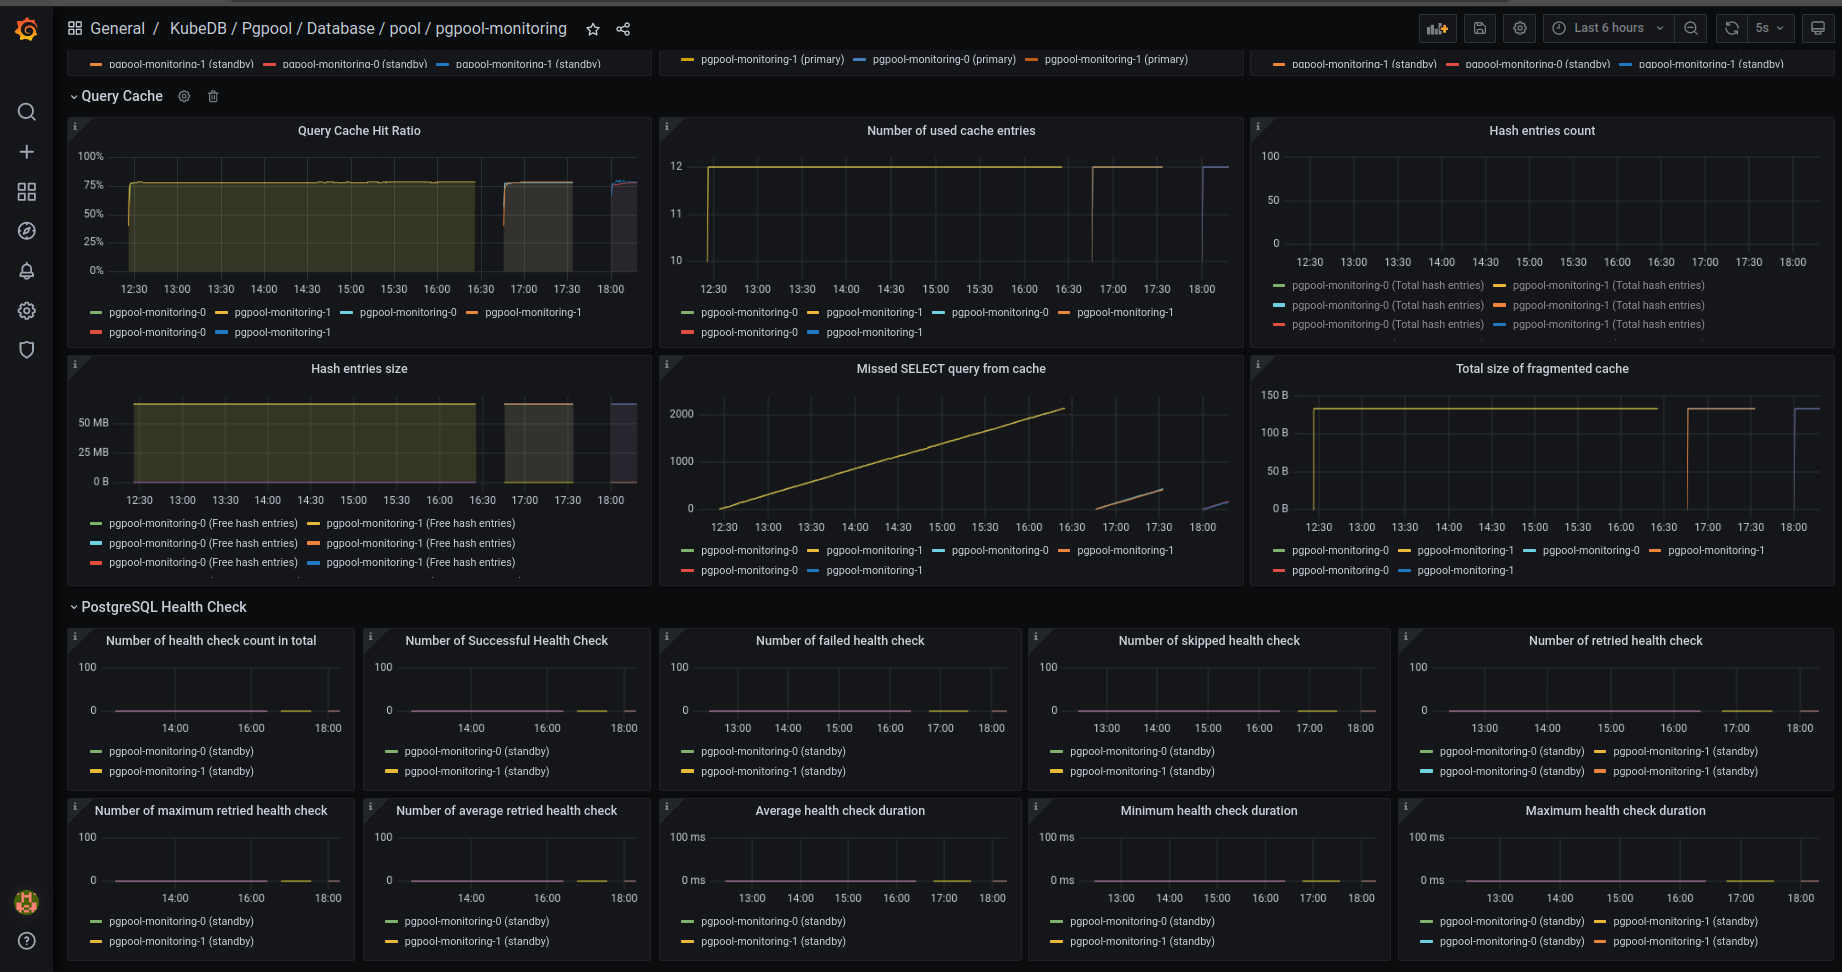 General / KubeDB / Pgpool / Database / pool / pgpool-monitoring
Last 6 hours
5s
pgpool-monitoring-1 (standby) pgpool-monitoring-0 (standby) pgpool-monitoring-1 (standby)
pgpool-monitoring-1 (primary) pgpool-monitoring-0 (primary) pgpool-monitoring-1 (primary)
pgpool-monitoring-1 (standby) pgpool-monitoring-0 (standby) pgpool-monitoring-1 (standby)
Query Cache
Query Cache Hit Ratio
100%
75%
50%
25%
0%
12:30 13:00 13:30 14:00 14:30 15:00 15:30 16:00 16:30 17:00 17:30 18:00
pgpool-monitoring-0 pgpool-monitoring-1 pgpool-monitoring-0 pgpool-monitoring-1
pgpool-monitoring-0 pgpool-monitoring-1
Number of used cache entries
12
11
10
12:30 13:00 13:30 14:00 14:30 15:00 15:30 16:00 16:30 17:00 17:30 18:00
pgpool-monitoring-0 pgpool-monitoring-1 pgpool-monitoring-0 pgpool-monitoring-1
pgpool-monitoring-0 pgpool-monitoring-1
Hash entries count
100
50
0
12:30 13:00 13:30 14:00 14:30 15:00 15:30 16:00 16:30 17:00 17:30 18:00
pgpool-monitoring-0 (Total hash entries) pgpool-monitoring-1 (Total hash entries)
pgpool-monitoring-0 (Total hash entries) pgpool-monitoring-1 (Total hash entries)
pgpool-monitoring-0 (Total hash entries) pgpool-monitoring-1 (Total hash entries)
Hash entries size
50 MB
25 MB
0 B
12:30 13:00 13:30 14:00 14:30 15:00 15:30 16:00 16:30 17:00 17:30 18:00
pgpool-monitoring-0 (Free hash entries) pgpool-monitoring-1 (Free hash entries)
pgpool-monitoring-0 (Free hash entries) pgpool-monitoring-1 (Free hash entries)
pgpool-monitoring-0 (Free hash entries) pgpool-monitoring-1 (Free hash entries)
Missed SELECT query from cache
2000
1000
0
12:30 13:00 13:30 14:00 14:30 15:00 15:30 16:00 16:30 17:00 17:30 18:00
pgpool-monitoring-0 pgpool-monitoring-1 pgpool-monitoring-0 pgpool-monitoring-1
pgpool-monitoring-0 pgpool-monitoring-1
Total size of fragmented cache
150 B
100 B
50 B
0 B
12:30 13:00 13:30 14:00 14:30 15:00 15:30 16:00 16:30 17:00 17:30 18:00
pgpool-monitoring-0 pgpool-monitoring-1 pgpool-monitoring-0 pgpool-monitoring-1
pgpool-monitoring-0 pgpool-monitoring-1
PostgreSQL Health Check
Number of health check count in total
100
0
14:00 16:00 18:00
pgpool-monitoring-0 (standby)
pgpool-monitoring-1 (standby)
Number of Successful Health Check
100
0
14:00 16:00 18:00
pgpool-monitoring-0 (standby)
pgpool-monitoring-1 (standby)
Number of failed health check
100
0
13:00 14:00 15:00 16:00 17:00 18:00
pgpool-monitoring-0 (standby)
pgpool-monitoring-1 (standby)
Number of skipped health check
100
0
13:00 14:00 15:00 16:00 17:00 18:00
pgpool-monitoring-0 (standby)
pgpool-monitoring-1 (standby)
Number of retried health check
100
0
13:00 14:00 15:00 16:00 17:00 18:00
pgpool-monitoring-0 (standby) pgpool-monitoring-1 (standby)
pgpool-monitoring-0 (standby) pgpool-monitoring-1 (standby)
Number of maximum retried health check
100
0
14:00 16:00 18:00
pgpool-monitoring-0 (standby)
pgpool-monitoring-1 (standby)
Number of average retried health check
100
0
14:00 16:00 18:00
pgpool-monitoring-0 (standby)
pgpool-monitoring-1 (standby)
Average health check duration
100 ms
0 ms
13:00 14:00 15:00 16:00 17:00 18:00
pgpool-monitoring-0 (standby)
pgpool-monitoring-1 (standby)
Minimum health check duration
100 ms
0 ms
13:00 14:00 15:00 16:00 17:00 18:00
pgpool-monitoring-0 (standby)
pgpool-monitoring-1 (standby)
Maximum health check duration
100 ms
0 ms
13:00 14:00 15:00 16:00 17:00 18:00
pgpool-monitoring-0 (standby) pgpool-monitoring-1 (standby)
pgpool-monitoring-0 (standby) pgpool-monitoring-1 (standby)